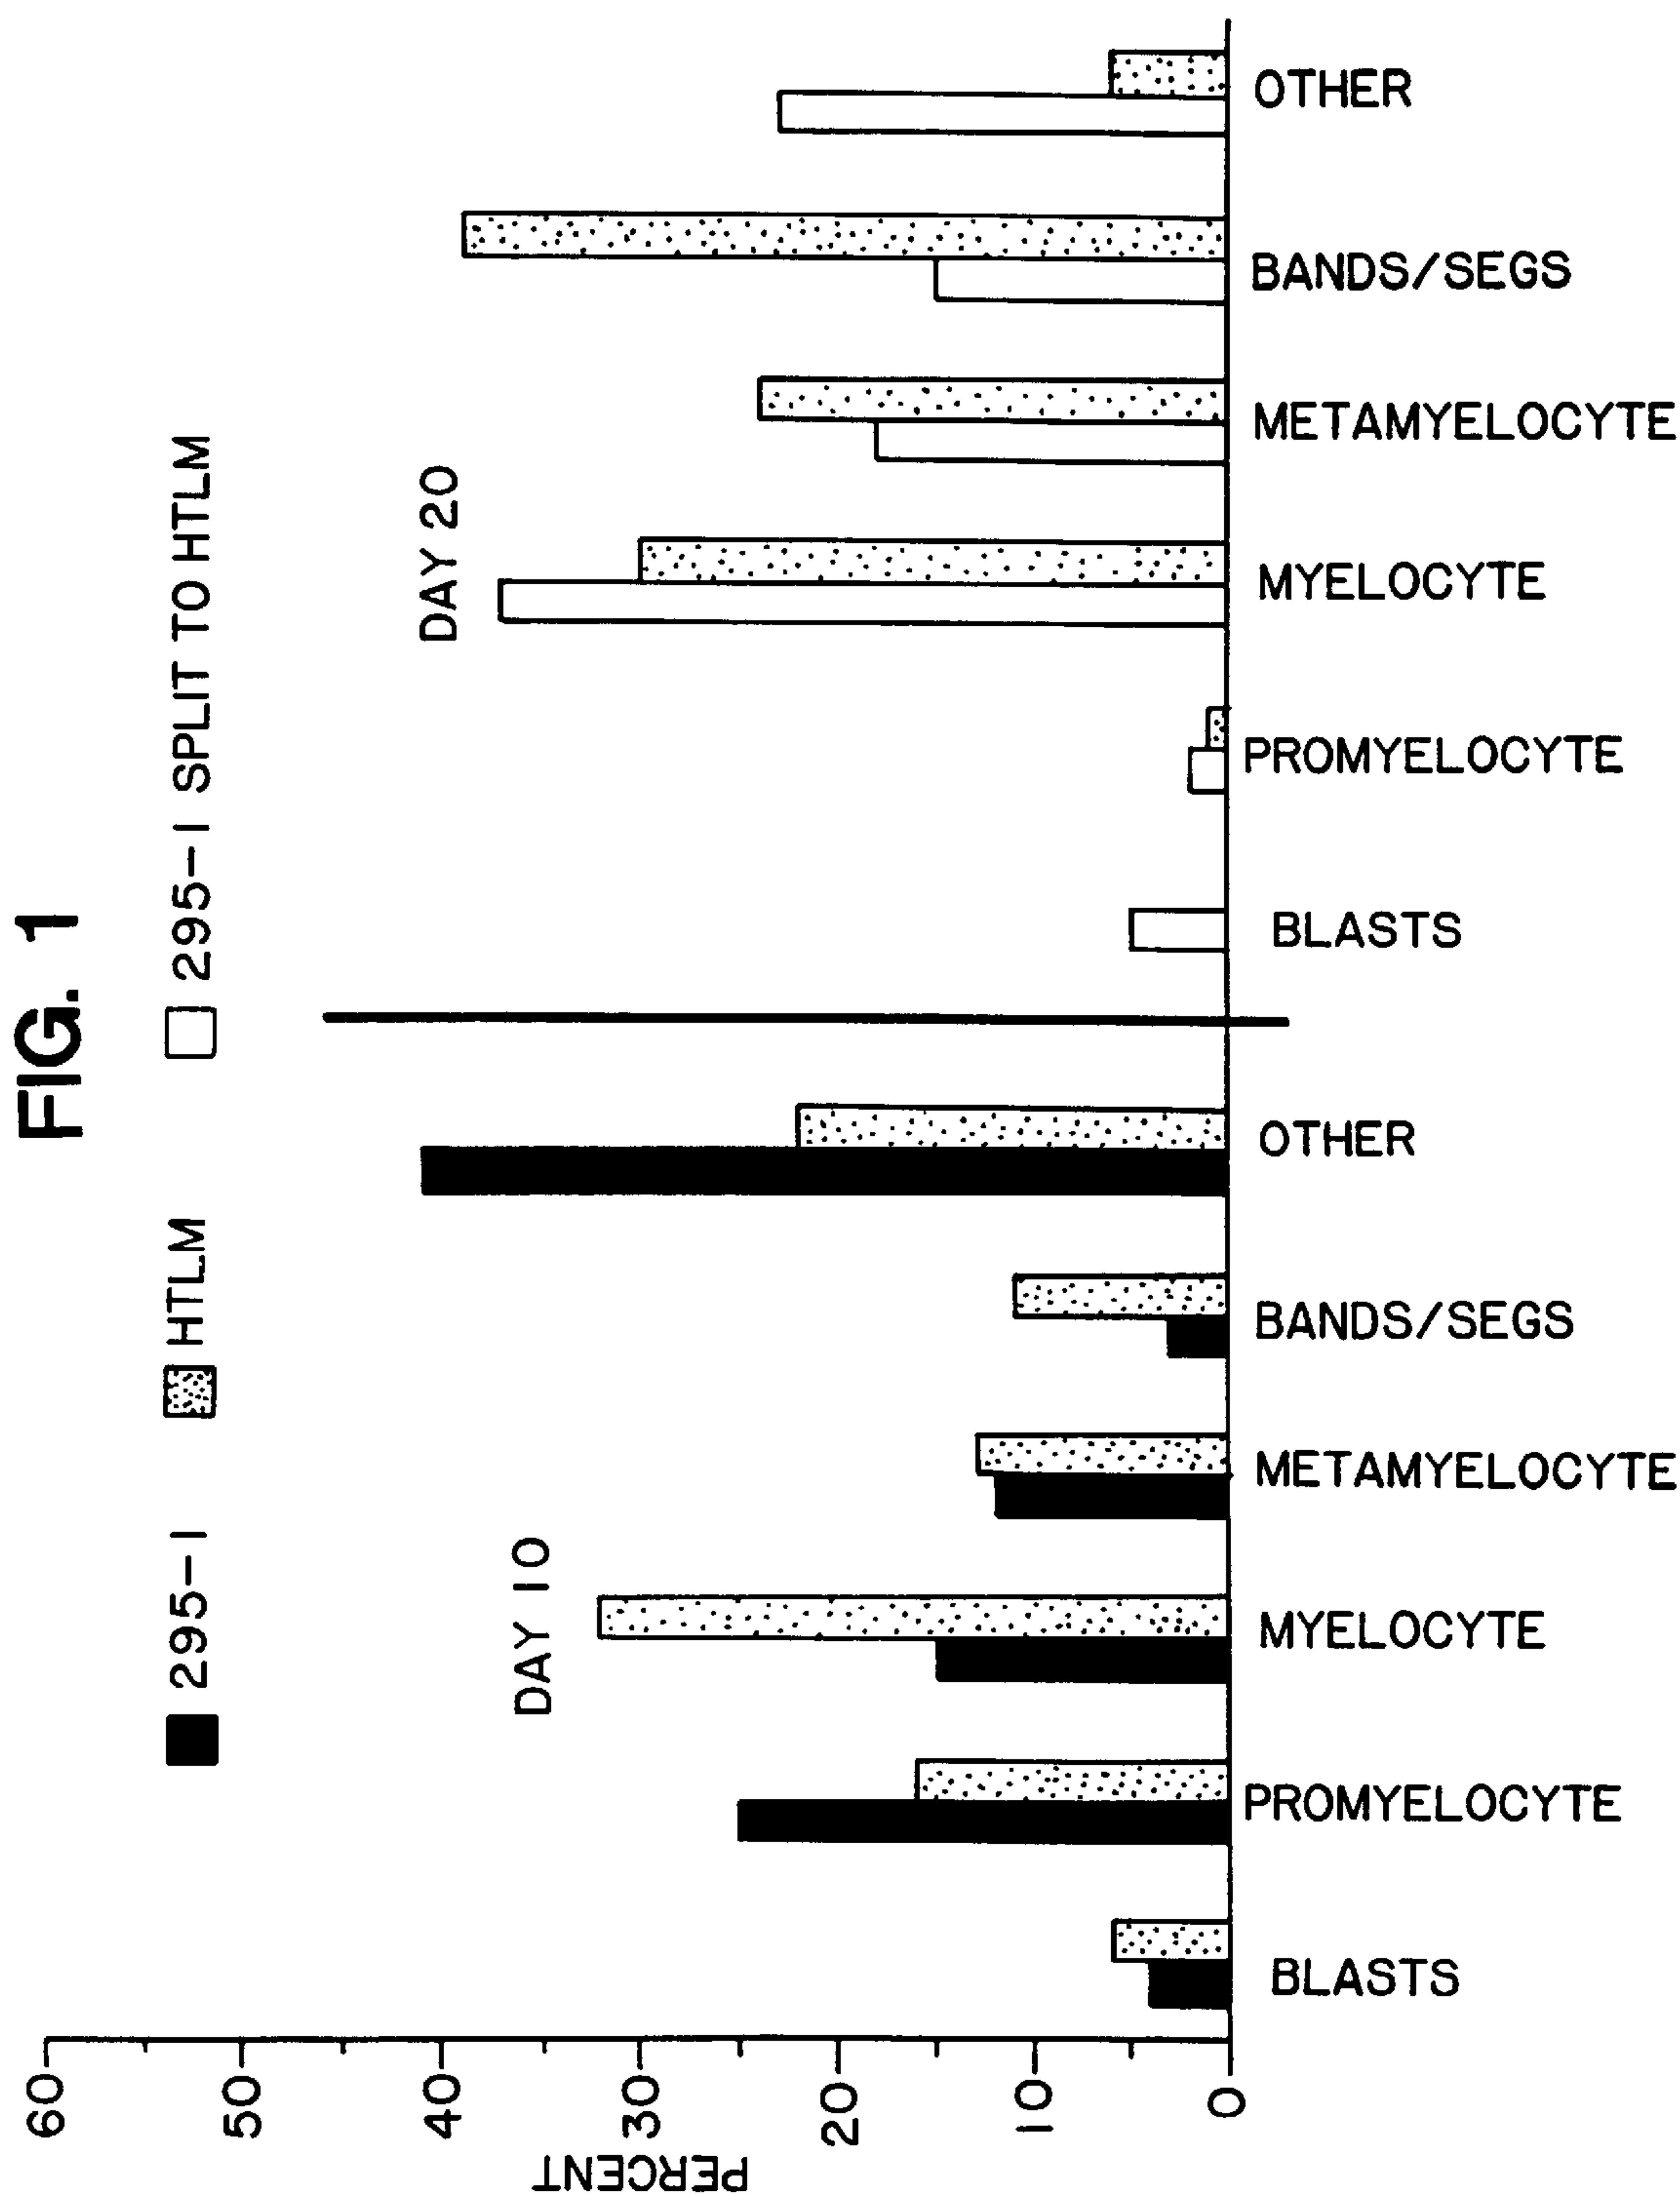 FIG. 1
295-1
HTLM
295-1 SPLIT TO HTLM
PERCENT
60
50
40
30
20
10
0
DAY 10
DAY 20
BLASTS
PROMYELOCYTE
MYELOCYTE
METAMYELOCYTE
BANDS/SEGS
OTHER
BLASTS
PROMYELOCYTE
MYELOCYTE
METAMYELOCYTE
BANDS/SEGS
OTHER